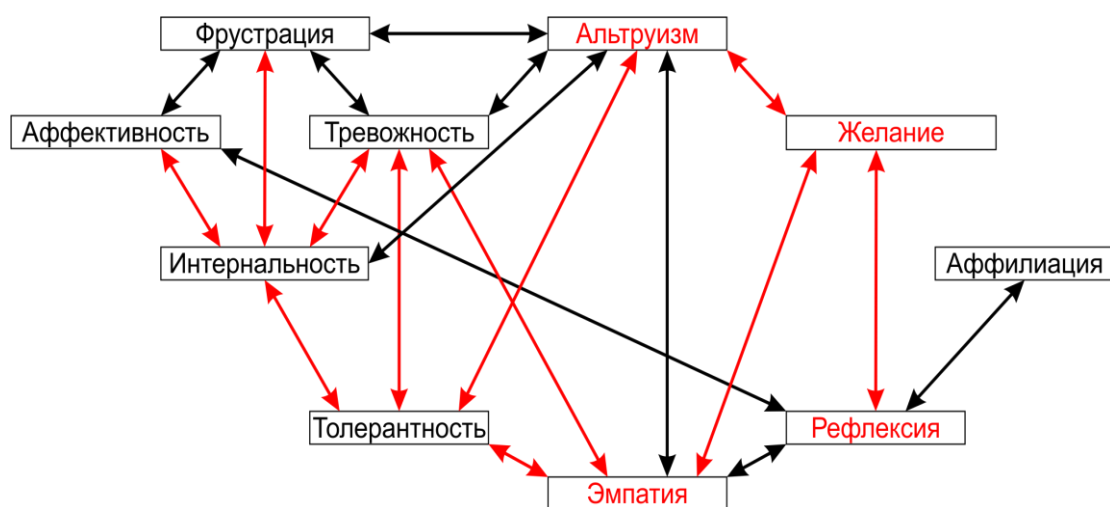 Фрустрация
Альтруизм
Аффективность
Тревожность
Желание
Интернальность
Аффилиация
Толерантность
Рефлексия
Эмпатия